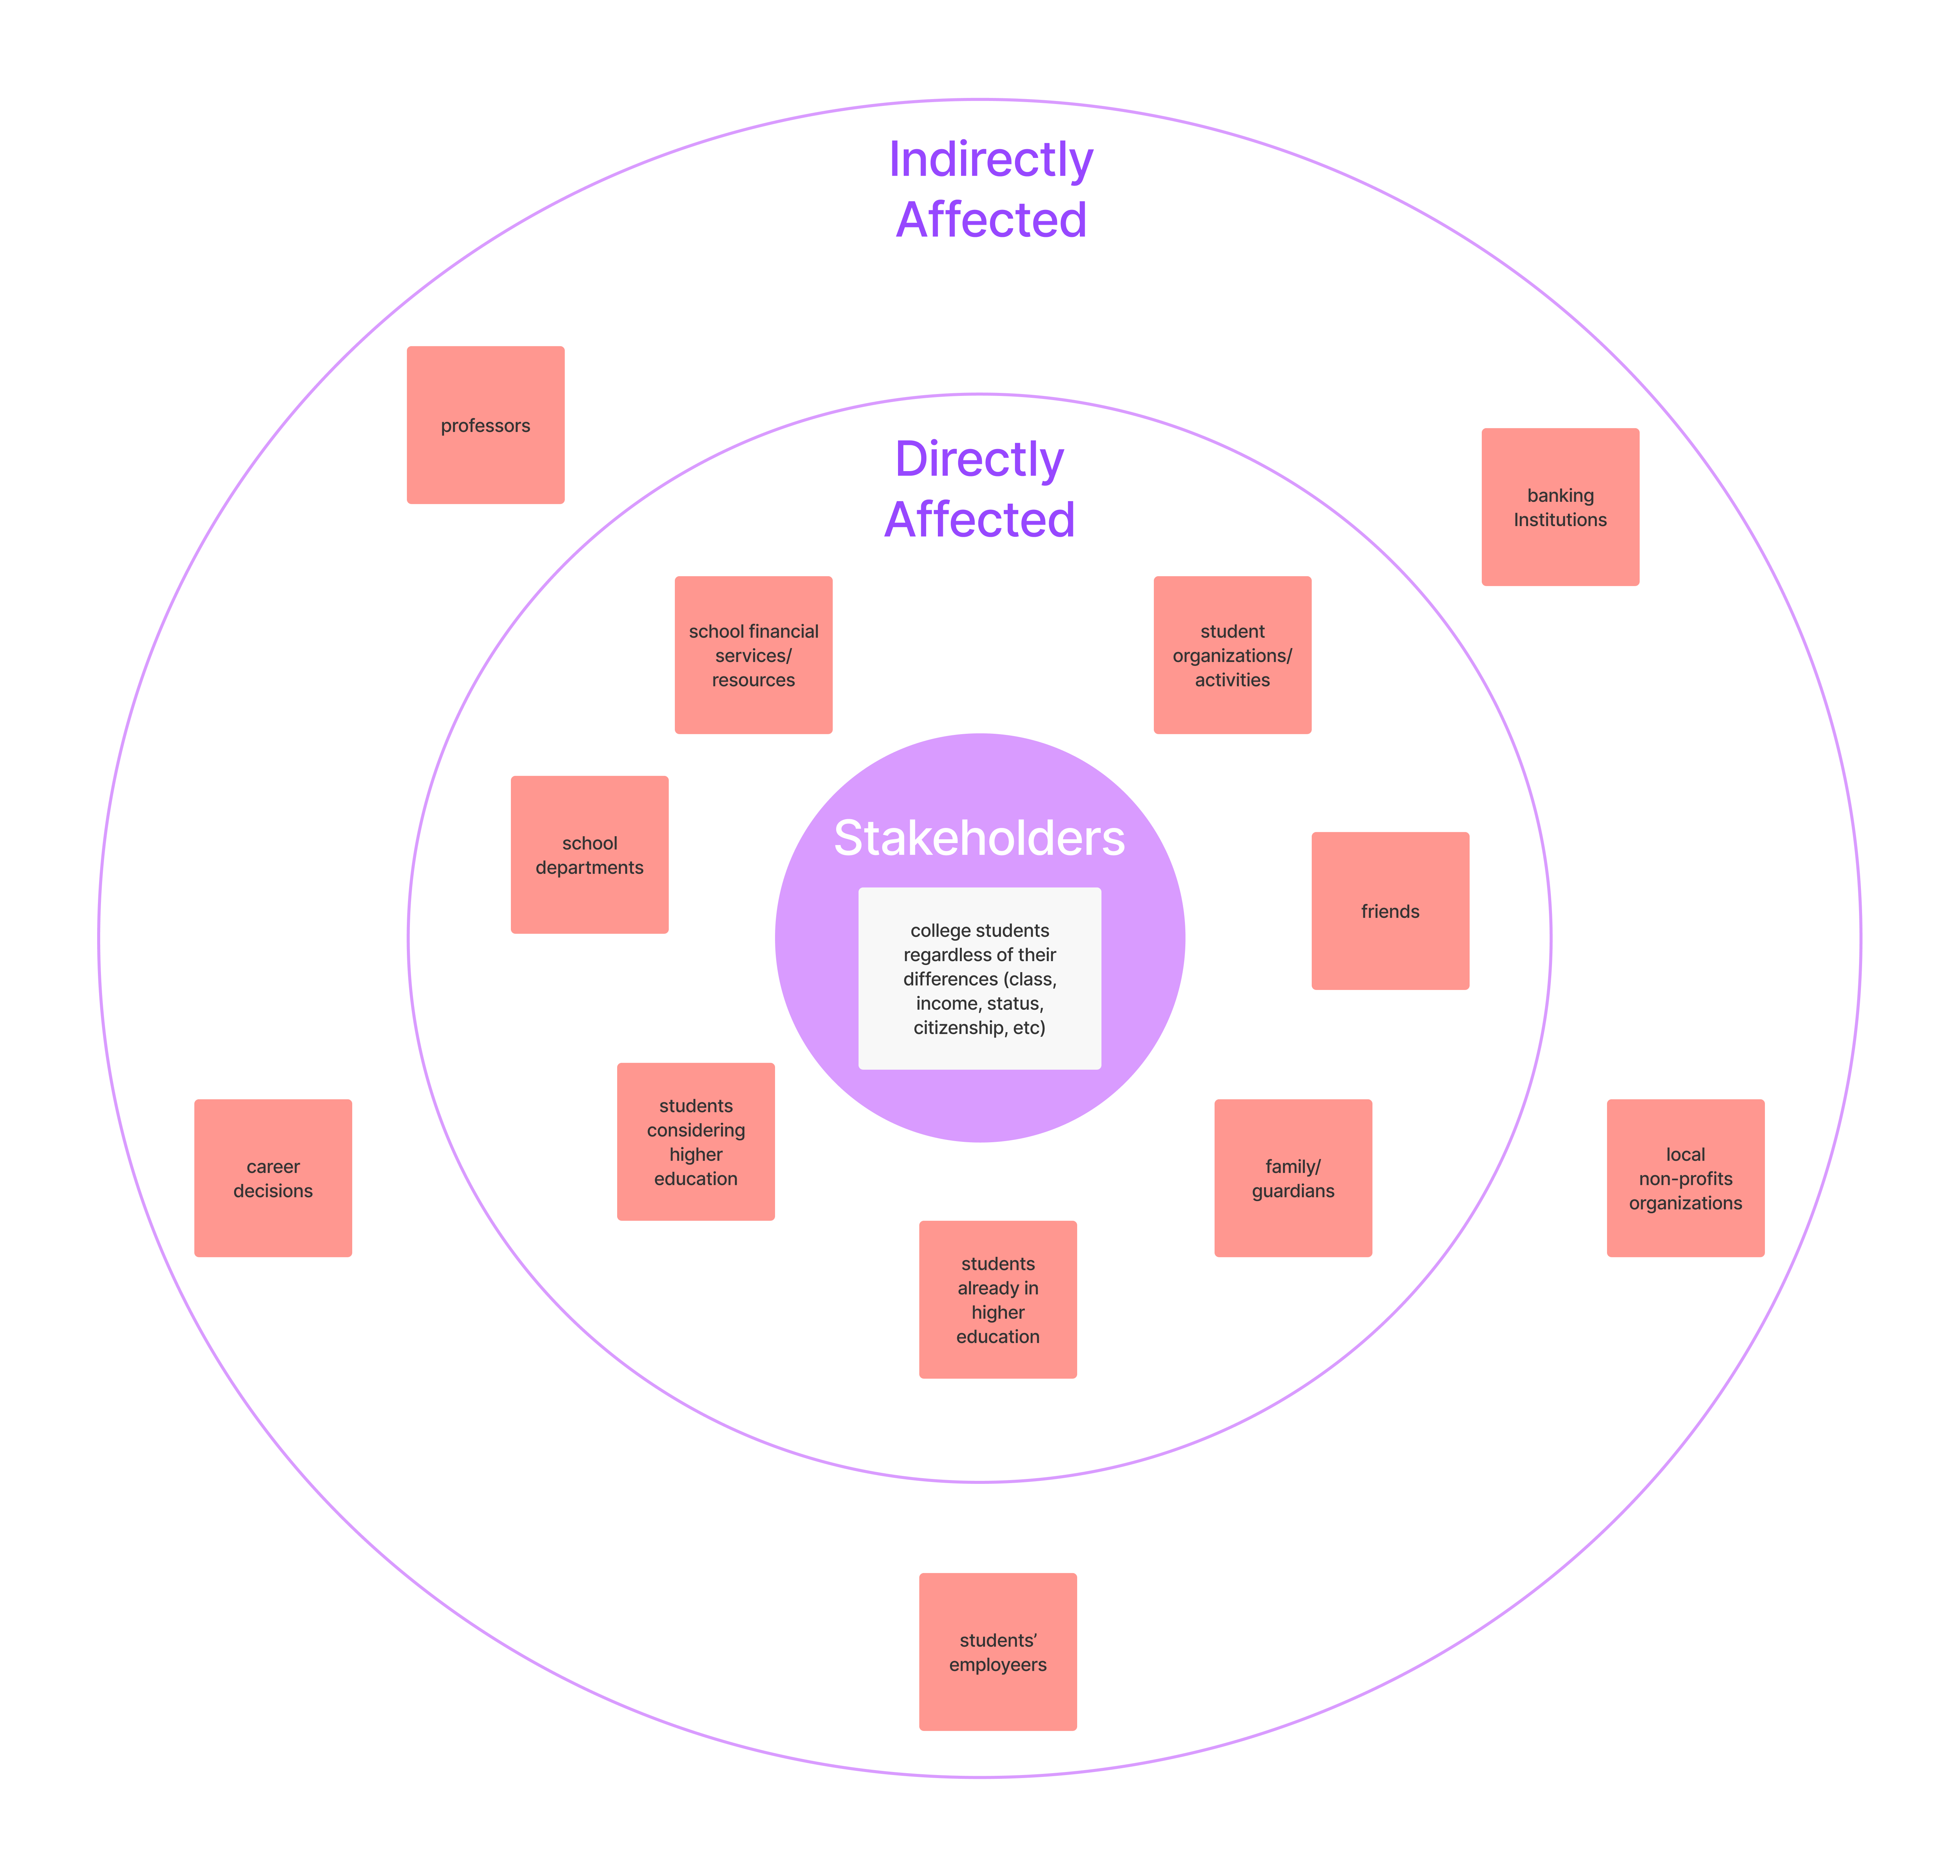 Indirectly
Affected
professors
Directly
Affected
banking
Institutions
school financial
services/
resources
student
organizations/
activities
school
departments
Stakeholders
college students
regardless of their
differences (class,
income, status,
citizenship, etc)
friends
students
considering
higher
education
career
decisions
family/
guardians
local
non-profits
organizations
students
already in
higher
education
students’
employeers